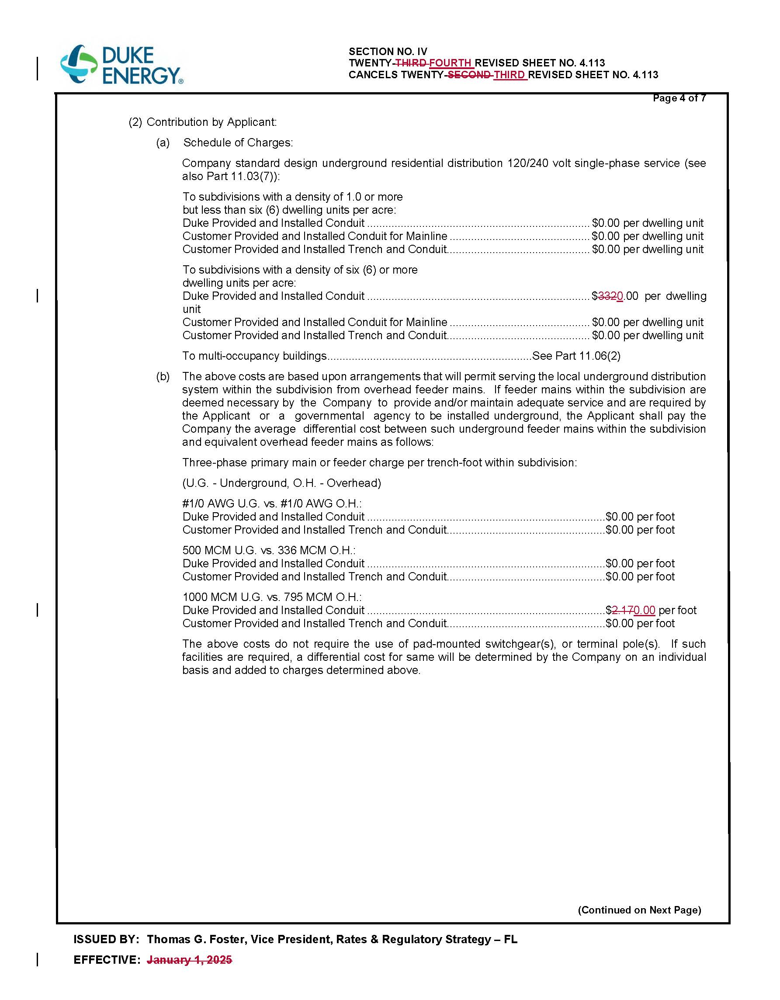 DUKE
ENERGY®
SECTION NO. IV
TWENTY-THIRD FOURTH REVISED SHEET NO. 4.113
CANCELS TWENTY-SECOND THIRD REVISED SHEET NO. 4.113
Page 4 of 7
(2) Contribution by Applicant:
(a) Schedule of Charges:
Company standard design underground residential distribution 120/240 volt single-phase service (see
also Part 11.03(7)):
To subdivisions with a density of 1.0 or more
but less than six (6) dwelling units per acre:
Duke Provided and Installed Conduit ........................................................................ $0.00 per dwelling unit
Customer Provided and Installed Conduit for Mainline ............................................. $0.00 per dwelling unit
Customer Provided and Installed Trench and Conduit.............................................. $0.00 per dwelling unit
To subdivisions with a density of six (6) or more
dwelling units per acre:
Duke Provided and Installed Conduit ........................................................................ $3320.00 per dwelling
unit
Customer Provided and Installed Conduit for Mainline ............................................. $0.00 per dwelling unit
Customer Provided and Installed Trench and Conduit.............................................. $0.00 per dwelling unit
To multi-occupancy buildings..................................................................See Part 11.06(2)
(b) The above costs are based upon arrangements that will permit serving the local underground distribution
system within the subdivision from overhead feeder mains. If feeder mains within the subdivision are
deemed necessary by the Company to provide and/or maintain adequate service and are required by
the Applicant or a governmental agency to be installed underground, the Applicant shall pay the
Company the average differential cost between such underground feeder mains within the subdivision
and equivalent overhead feeder mains as follows:
Three-phase primary main or feeder charge per trench-foot within subdivision:
(U.G. - Underground, O.H. - Overhead)
#1/0 AWG U.G. vs. #1/0 AWG O.H.:
Duke Provided and Installed Conduit .............................................................................$0.00 per foot
Customer Provided and Installed Trench and Conduit...................................................$0.00 per foot
500 MCM U.G. vs. 336 MCM O.H.:
Duke Provided and Installed Conduit .............................................................................$0.00 per foot
Customer Provided and Installed Trench and Conduit...................................................$0.00 per foot
1000 MCM U.G. vs. 795 MCM O.H.:
Duke Provided and Installed Conduit .............................................................................$2.170.00 per foot
Customer Provided and Installed Trench and Conduit...................................................$0.00 per foot
The above costs do not require the use of pad-mounted switchgear(s), or terminal pole(s). If such
facilities are required, a differential cost for same will be determined by the Company on an individual
basis and added to charges determined above.
(Continued on Next Page)
ISSUED BY: Thomas G. Foster, Vice President, Rates & Regulatory Strategy – FL
EFFECTIVE: January 1, 2025